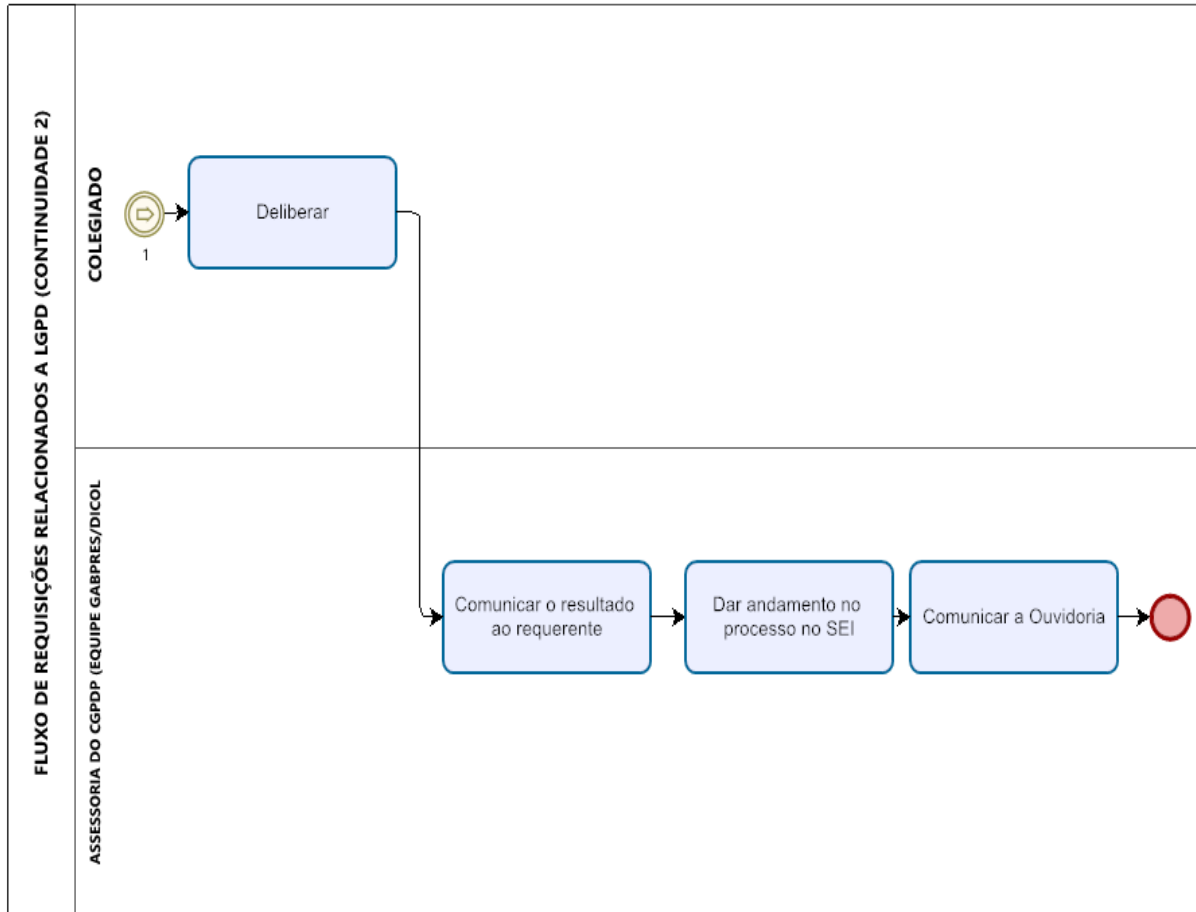 FLUXO DE REQUISIÇÕES RELACIONADOS A LGPD (CONTINUIDADE 2)
COLEGIADO
1
Deliberar
ASSESSORIA DO CGPDP (EQUIPE GABPRES/DICOL
Comunicar o resultado
ao requerente
Dar andamento no
processo no SEI
Comunicar a Ouvidoria